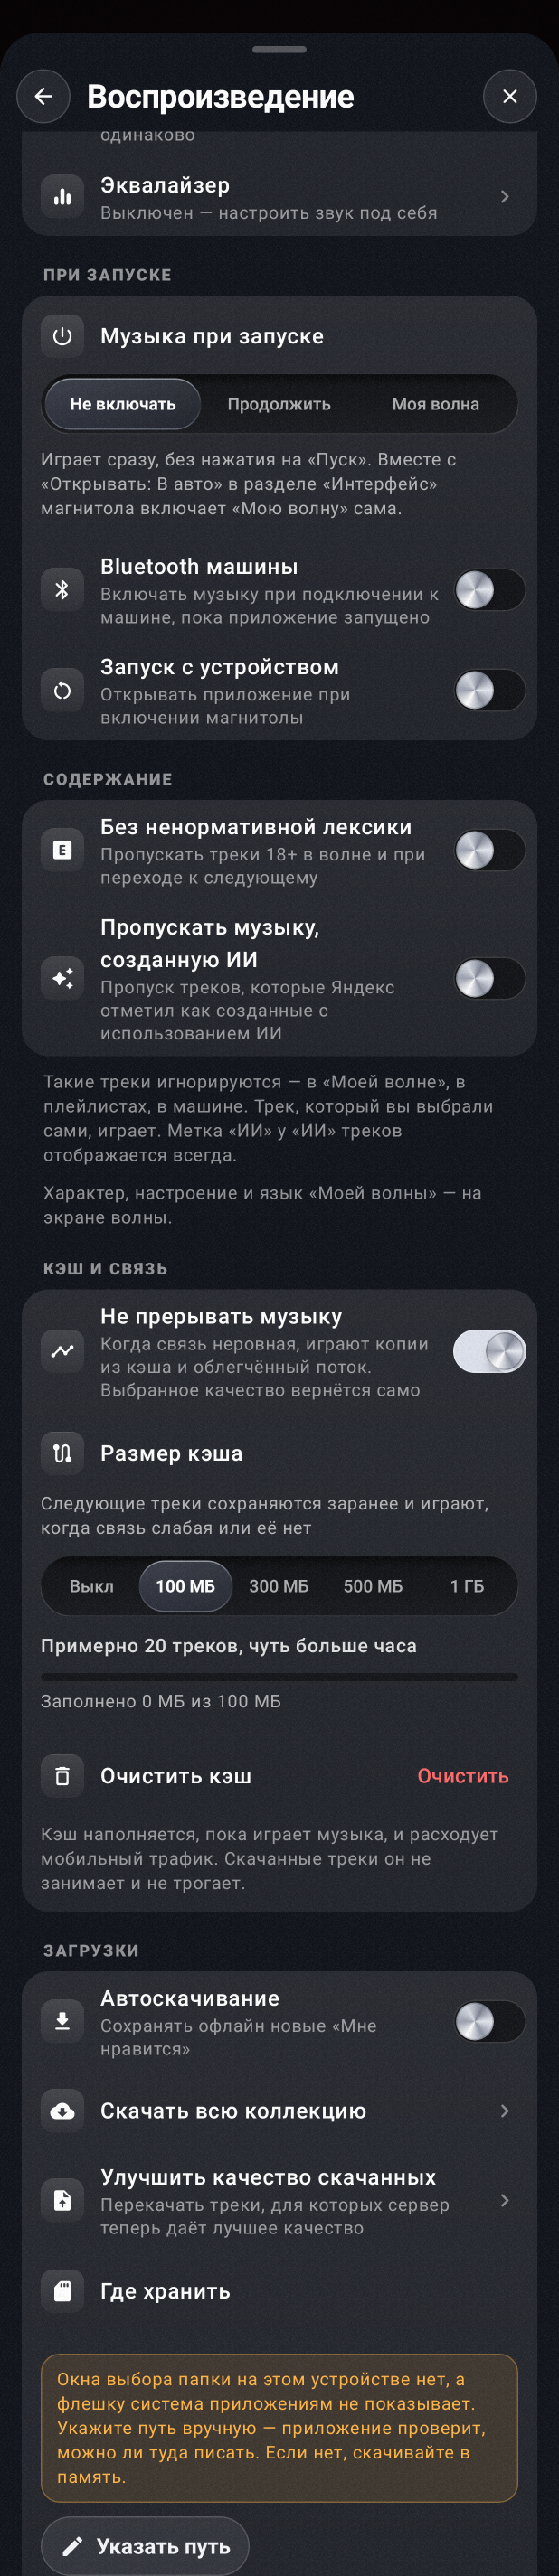 Воспроизведение
одинаково
Эквалайзер
Выключен — настроить звук под себя
ПРИ ЗАПУСКЕ
Музыка при запуске
Не включать
Продолжить
Моя волна
Играет сразу, без нажатия на «Пуск». Вместе с
«Открывать: В авто» в разделе «Интерфейс»
магнитола включает «Мою волну» сама.
Bluetooth машины
Включать музыку при подключении к
машине, пока приложение запущено
Запуск с устройством
Открывать приложение при
включении магнитолы
СОДЕРЖАНИЕ
E
Без ненормативной лексики
Пропускать треки 18+ в волне и при
переходе к следующему
Пропускать музыку,
созданную ИИ
Пропуск треков, которые Яндекс
отметил как созданные с
использованием ИИ
Такие треки игнорируются — в «Моей волне», в
плейлистах, в машине. Трек, который вы выбрали
сами, играет. Метка «ИИ» у «ИИ» треков
отображается всегда.
Характер, настроение и язык «Моей волны» — на
экране волны.
КЭШ И СВЯЗЬ
Не прерывать музыку
Когда связь неровная, играют копии
из кэша и облегчённый поток.
Выбранное качество вернётся само
Размер кэша
Следующие треки сохраняются заранее и играют,
когда связь слабая или её нет
Выкл
100 МБ
300 МБ
500 МБ
1 ГБ
Примерно 20 треков, чуть больше часа
Заполнено 0 МБ из 100 МБ
Очистить кэш
Очистить
Кэш наполняется, пока играет музыка, и расходует
мобильный трафик. Скачанные треки он не
занимает и не трогает.
ЗАГРУЗКИ
Автоскачивание
Сохранять офлайн новые «Мне
нравится»
Скачать всю коллекцию
Улучшить качество скачанных
Перекачать треки, для которых сервер
теперь даёт лучшее качество
Где хранить
Окна выбора папки на этом устройстве нет, а
флешку система приложениям не показывает.
Укажите путь вручную — приложение проверит,
можно ли туда писать. Если нет, скачивайте в
память.
Указать путь